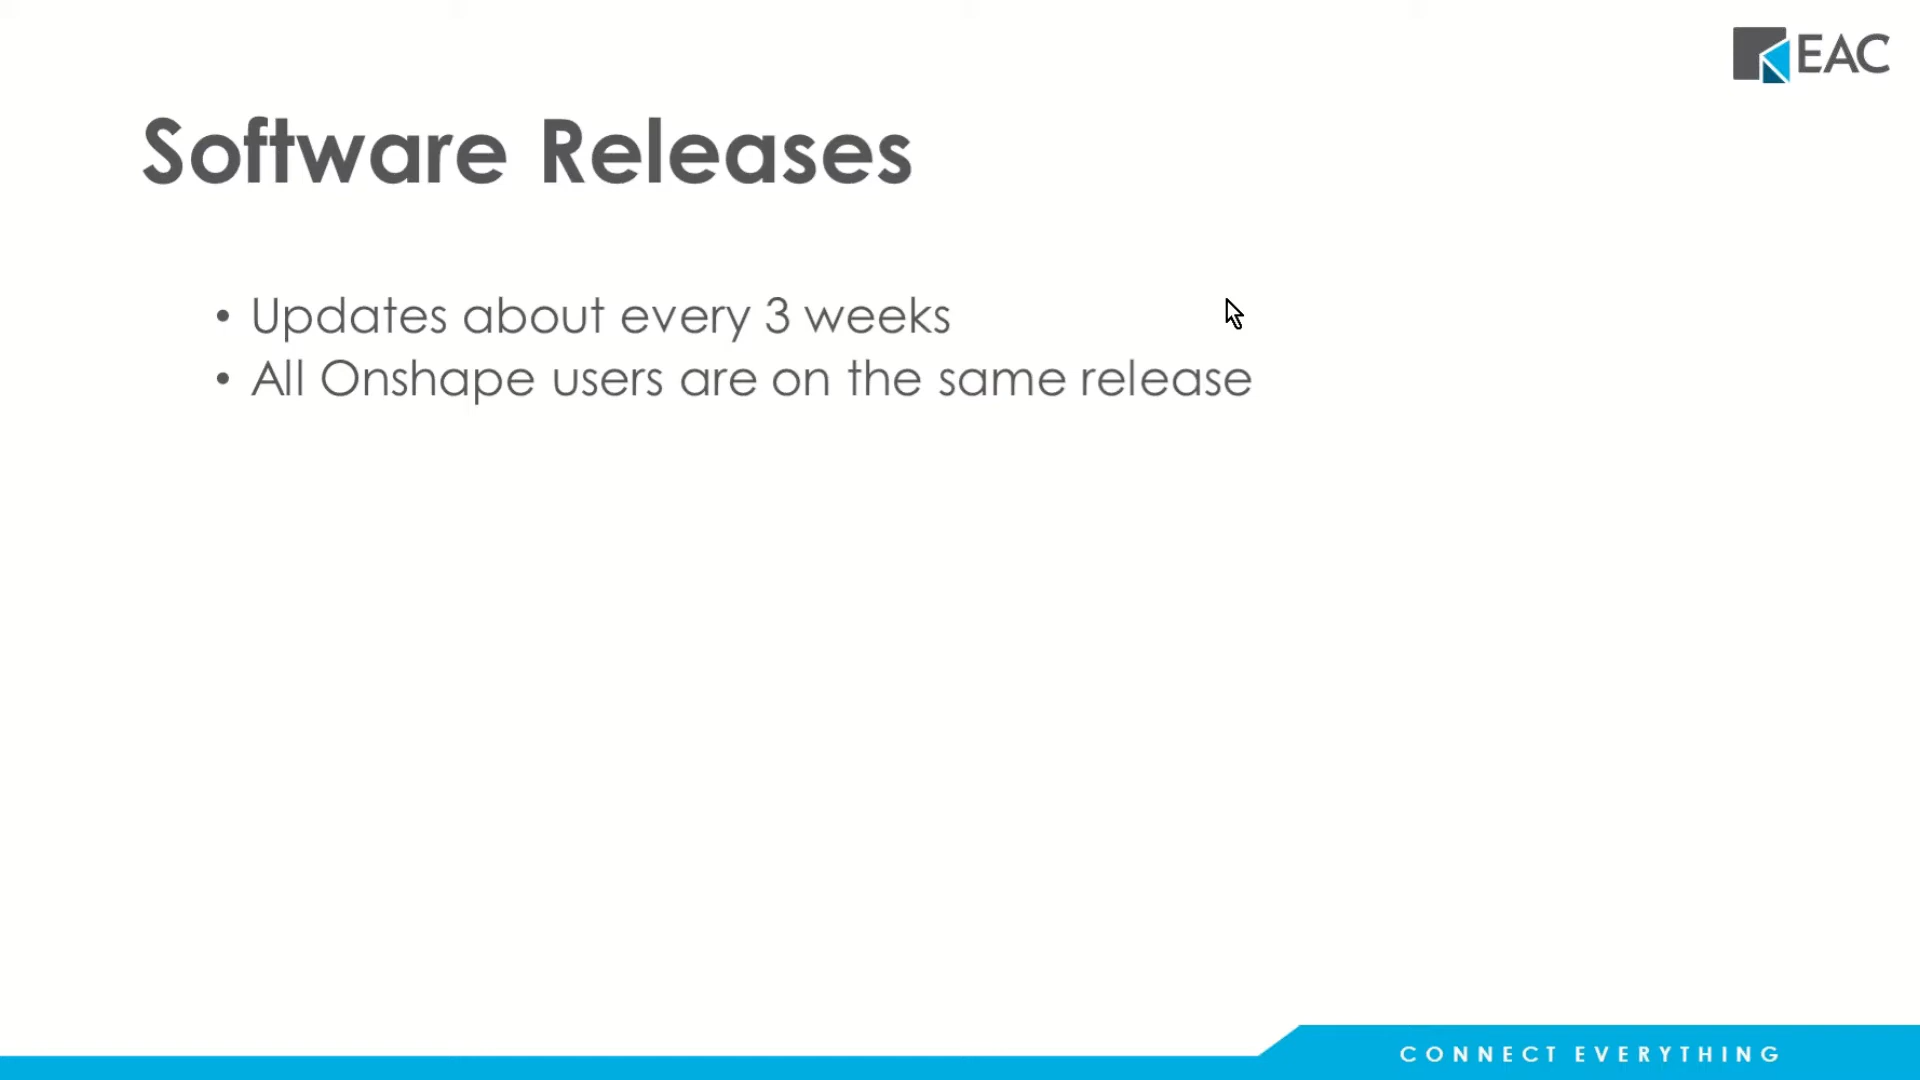 EAC
Software Releases
• Updates about every 3 weeks
• All Onshape users are on the same release
CONNECT EVERYTHING